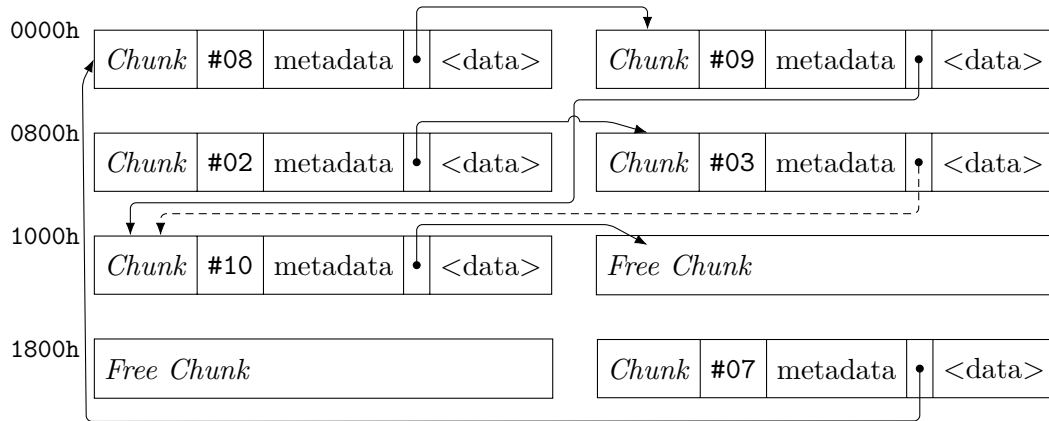 0000h Chunk #08 metadata <data> Chunk #09 metadata <data>
0800h Chunk #02 metadata <data> Chunk #03 metadata <data>
1000h Chunk #10 metadata <data> Free Chunk
1800h Free Chunk Chunk #07 metadata <data>